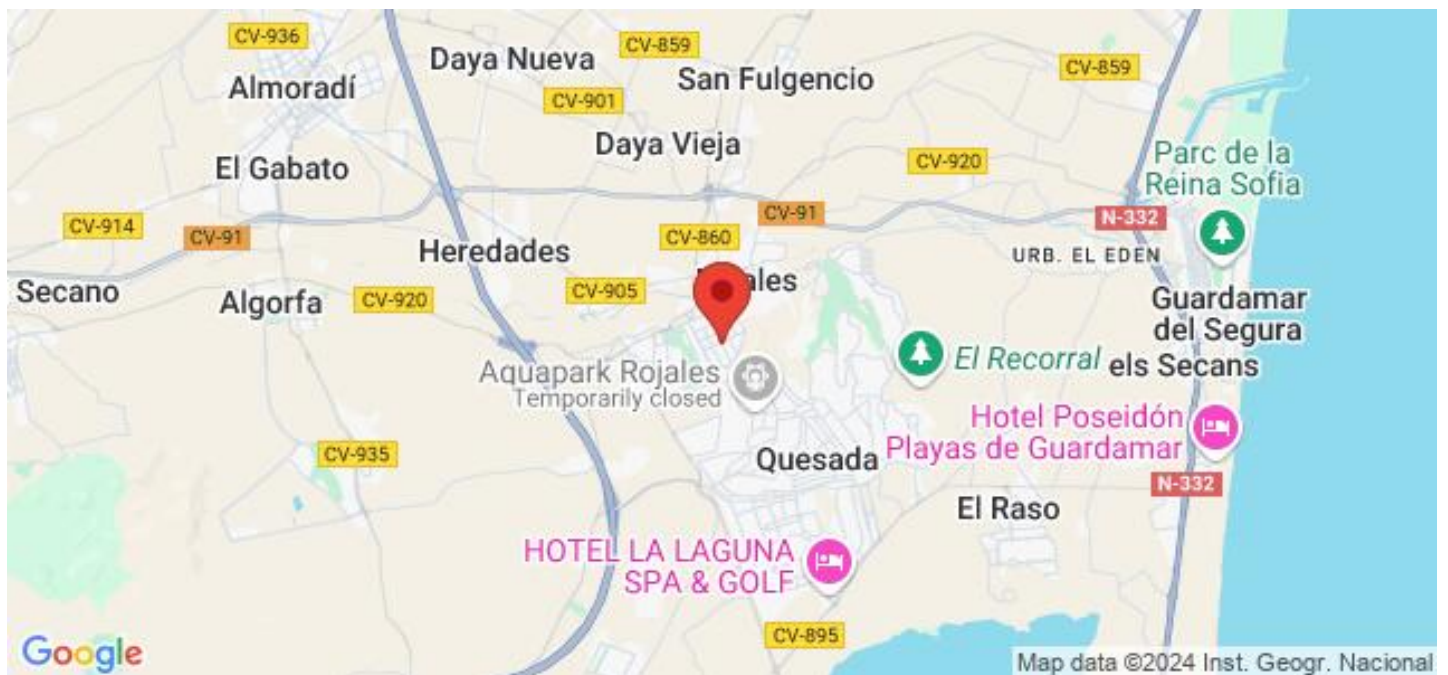 CV-936
CV-859
Daya Nueva
San Fulgencio
CV-859
Almoradí
CV-901
Daya Vieja
Parc de la
Reina Sofia
El Gabato
CV-920
CV-914
CV-91
CV-91
N-332
CV-860
Heredades
URB. EL EDEN
Secano
Algorfa
CV-920
CV-905
ales
Guardamar
del Segura
El Recorral
els Secans
Aquapark Rojales
Temporarily closed
Hotel Poseidón
Playas de Guardamar
CV-935
Quesada
N-332
El Raso
HOTEL LA LAGUNA
SPA & GOLF
CV-895
Google
Map data ©2024 Inst. Geogr. Nacional